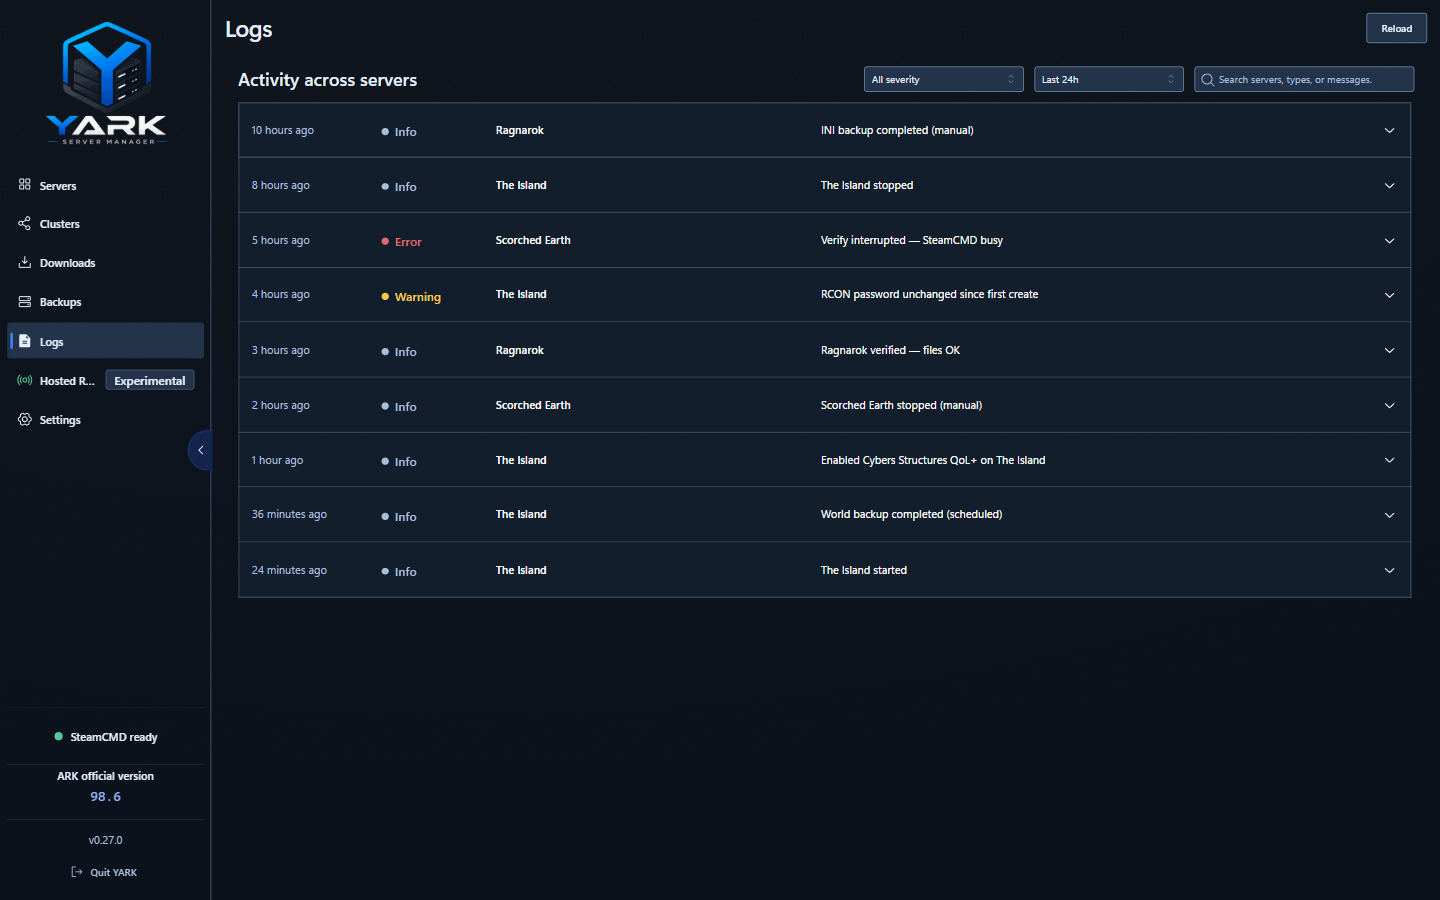 YARK
SERVER MANAGER
Servers
Clusters
Downloads
Backups
Logs
Hosted R... Experimental
Settings
SteamCMD ready
ARK official version
98.6
v0.27.0
Quit YARK
Logs
Reload
Activity across servers
All severity
Last 24h
Search servers, types, or messages.
10 hours ago Info Ragnarok INI backup completed (manual)
8 hours ago Info The Island The Island stopped
5 hours ago Error Scorched Earth Verify interrupted — SteamCMD busy
4 hours ago Warning The Island RCON password unchanged since first create
3 hours ago Info Ragnarok Ragnarok verified — files OK
2 hours ago Info Scorched Earth Scorched Earth stopped (manual)
1 hour ago Info The Island Enabled Cybers Structures QoL+ on The Island
36 minutes ago Info The Island World backup completed (scheduled)
24 minutes ago Info The Island The Island started